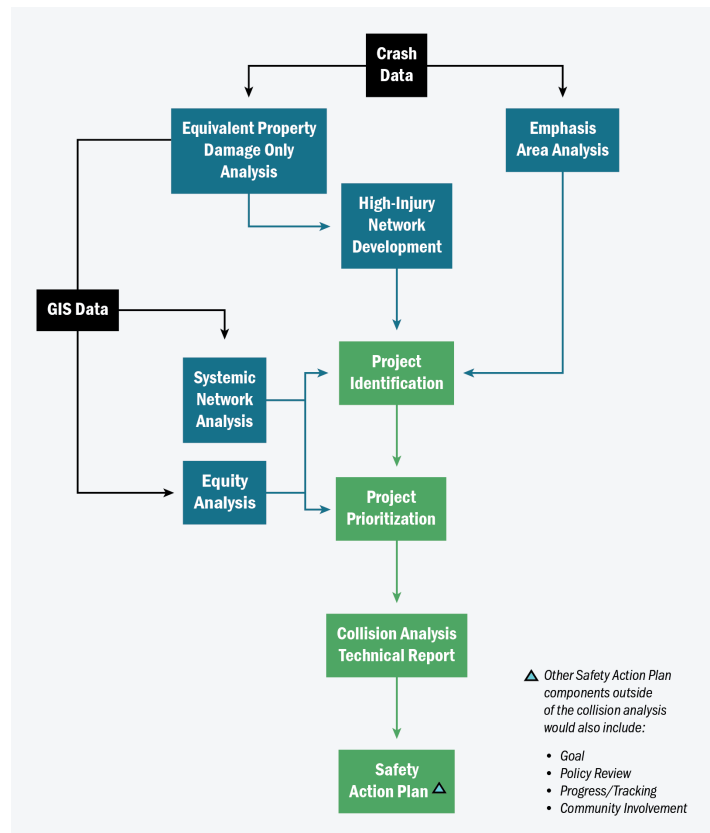 Crash
Data
Equivalent Property
Damage Only
Analysis
Emphasis
Area Analysis
High-Injury
Network
Development
GIS Data
Project
Identification
Systemic
Network
Analysis
Equity
Analysis
Project
Prioritization
Collision Analysis
Technical Report
Safety
Action Plan
Other Safety Action Plan
components outside
of the collision analysis
would also include:
• Goal
• Policy Review
• Progress/Tracking
• Community Involvement